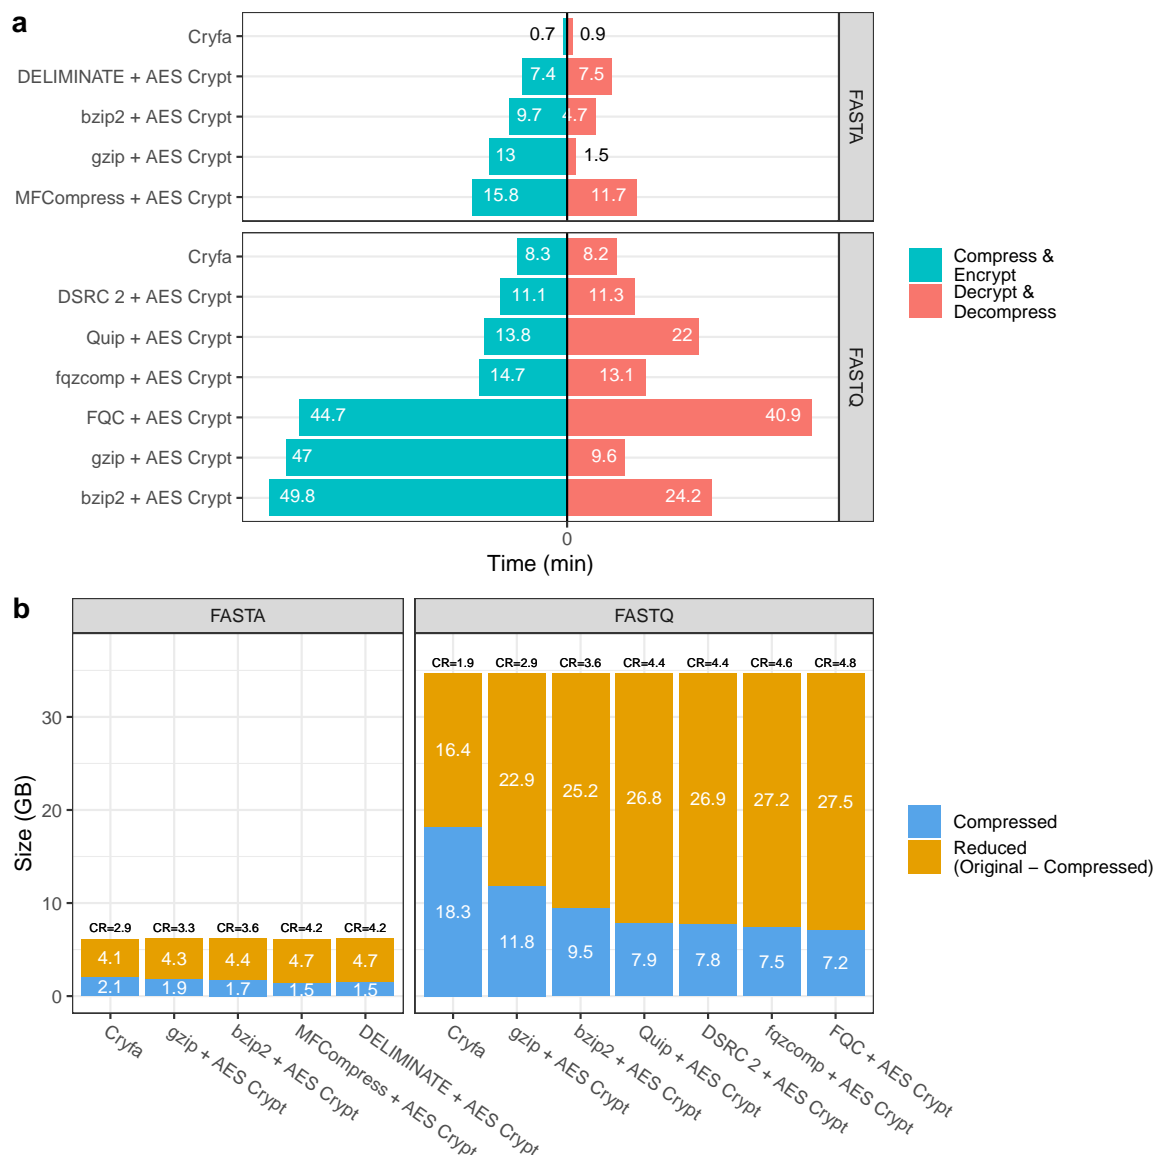 a
Cryfa 0.7 0.9
DELIMINATE + AES Crypt 7.4 7.5
bzip2 + AES Crypt 9.7 4.7
gzip + AES Crypt 13 1.5
MFCompress + AES Crypt 15.8 11.7
FASTA
Cryfa 8.3 8.2
DSRC 2 + AES Crypt 11.1 11.3
Quip + AES Crypt 13.8 22
fqzcomp + AES Crypt 14.7 13.1
FQC + AES Crypt 44.7 40.9
gzip + AES Crypt 47 9.6
bzip2 + AES Crypt 49.8 24.2
FASTQ
0
Time (min)
Compress &
Encrypt
Decrypt &
Decompress
b
FASTA FASTQ
Size (GB)
30
20
10
0
CR=2.9 CR=3.3 CR=3.6 CR=4.2 CR=4.2
4.1 4.3 4.4 4.7 4.7
2.1 1.9 1.7 1.5 1.5
CR=1.9 CR=2.9 CR=3.6 CR=4.4 CR=4.4 CR=4.6 CR=4.8
16.4 22.9 25.2 26.8 26.9 27.2 27.5
18.3 11.8 9.5 7.9 7.8 7.5 7.2
Cryfa
gzip + AES Crypt
bzip2 + AES Crypt
MFCompress + AES Crypt
DELIMINATE + AES Crypt
Cryfa
gzip + AES Crypt
bzip2 + AES Crypt
Quip + AES Crypt
DSRC 2 + AES Crypt
fqzcomp + AES Crypt
FQC + AES Crypt
Compressed
Reduced
(Original − Compressed)